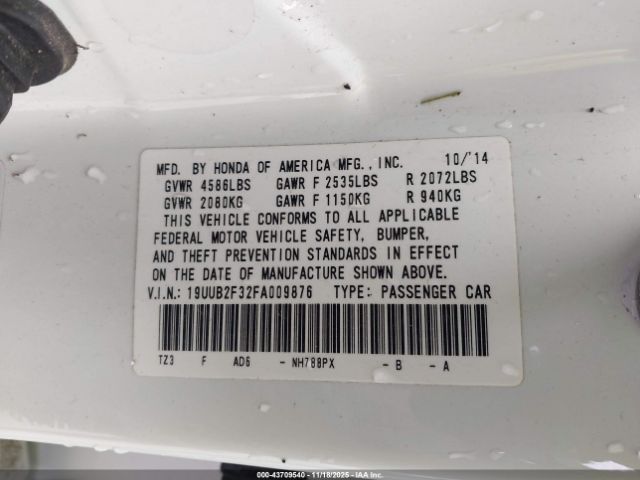 MFD. BY HONDA OF AMERICA MFG., INC. 10/'14
GVWR 4586LBS GAWR F 2535LBS R 2072LBS
GVWR 2080KG GAWR F 1150KG R 940KG
THIS VEHICLE CONFORMS TO ALL APPLICABLE
FEDERAL MOTOR VEHICLE SAFETY, BUMPER,
AND THEFT PREVENTION STANDARDS IN EFFECT
ON THE DATE OF MANUFACTURE SHOWN ABOVE.
V.I.N.: 19UUB2F32FA009876 TYPE: PASSENGER CAR
TZ3 F AD6 - NH788PX - B - A
000-43709540 - 11/18/2025 - IAAI.CA